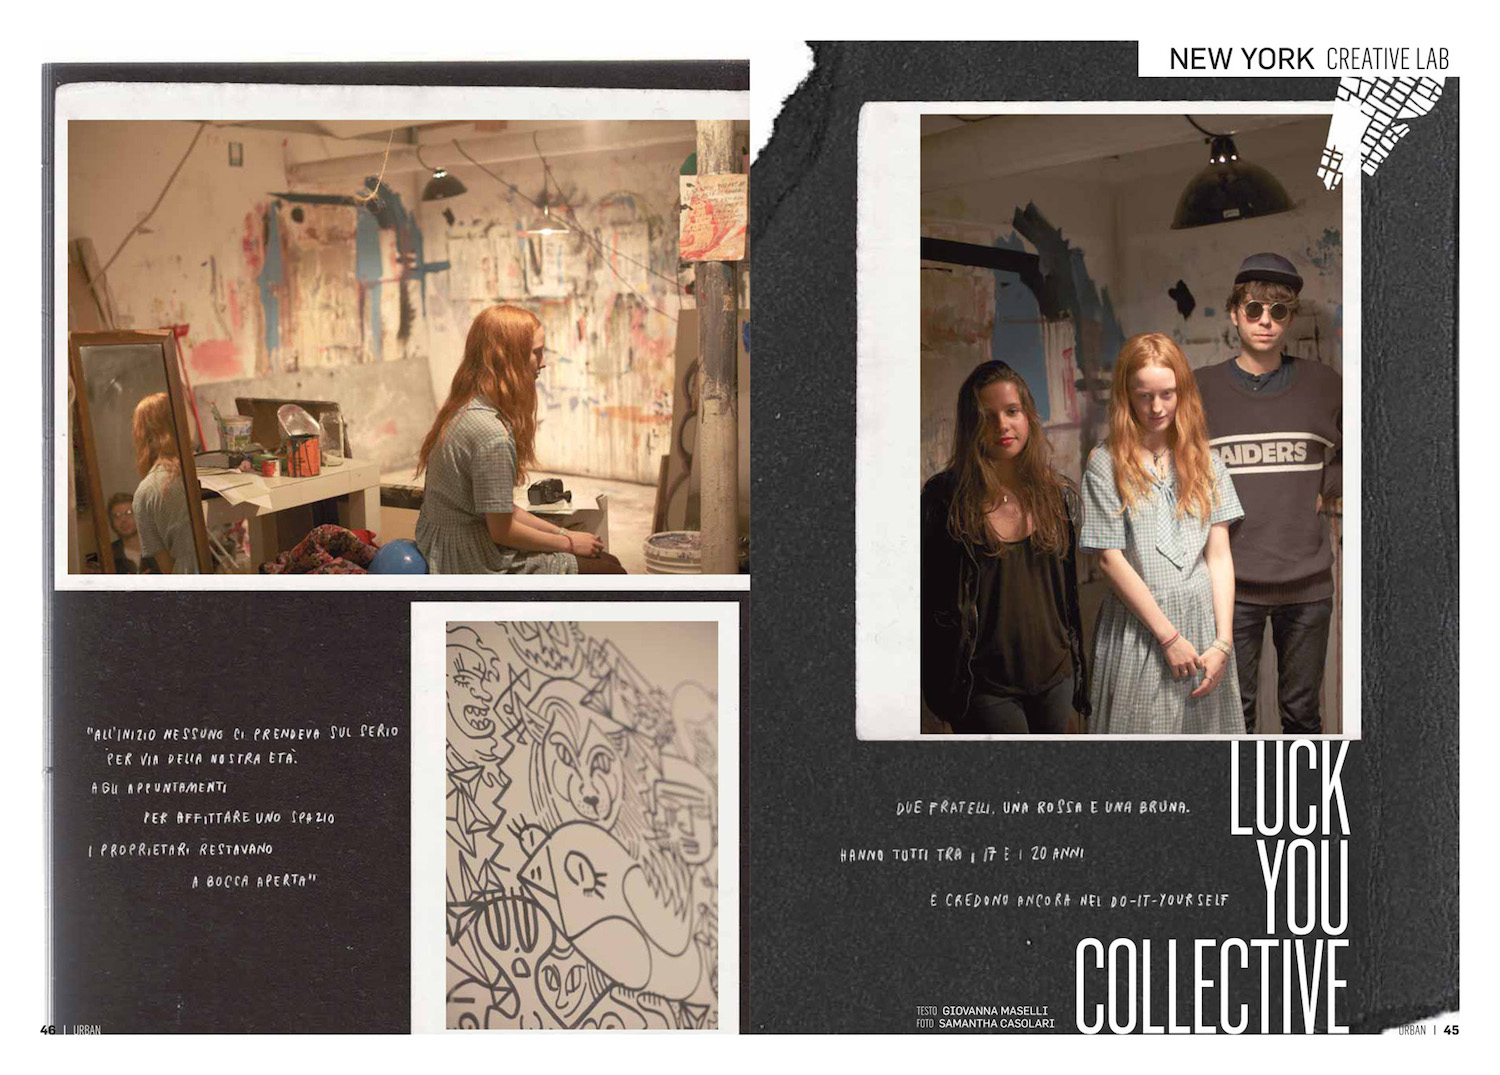 NEW YORK CREATIVE LAB
"ALL'INIZIO NESSUNO CI PRENDEVA SUL SERIO
PER VIA DELLA NOSTRA ETÀ.
AGLI APPUNTAMENTI
PER AFFITTARE UNO SPAZIO
I PROPRIETARI RESTAVANO
A BOCCA APERTA"
46 | URBAN
RAIDERS
LUCK
YOU
COLLECTIVE
DUE FRATELLI, UNA ROSSA E UNA BRUNA.
HANNO TUTTI TRA I 17 E I 20 ANNI
E CREDONO ANCORA NEL DO-IT-YOURSELF
TESTO GIOVANNA MASELLI
FOTO SAMANTHA CASOLARI
URBAN | 45